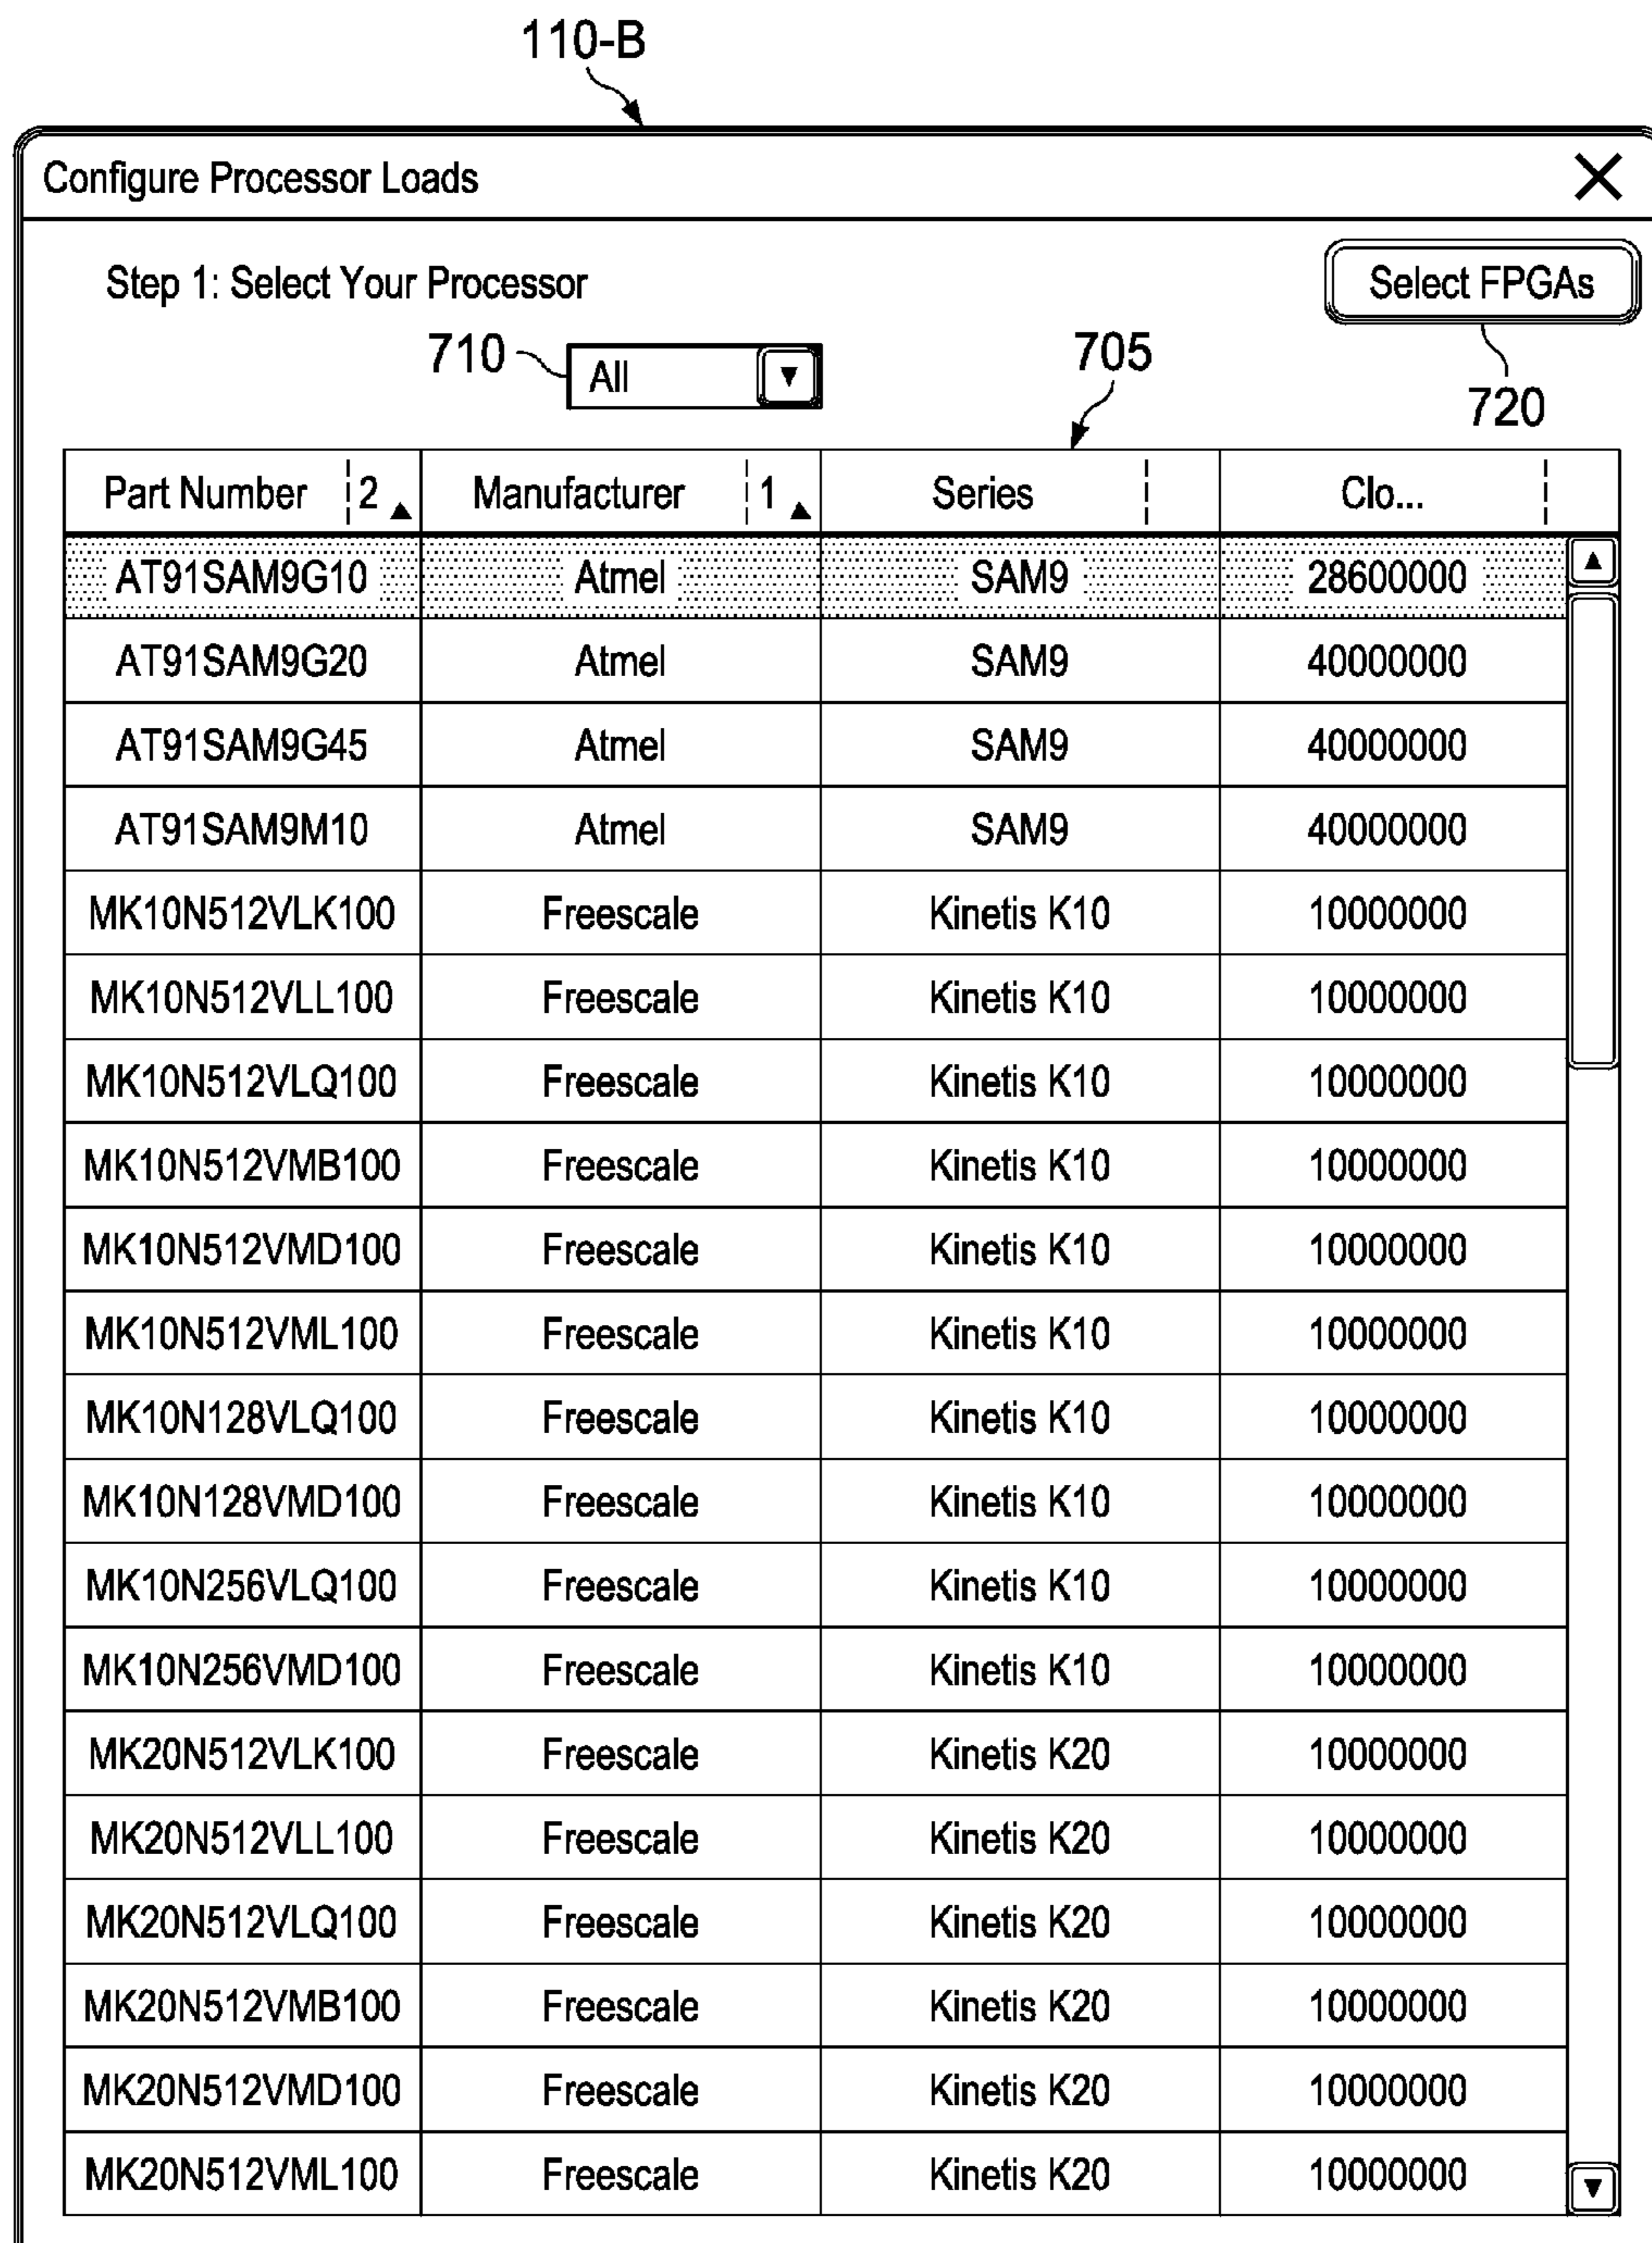 110-B
Configure Processor Loads
Step 1: Select Your Processor
Select FPGAs
710
All
705
720
Part Number 2 Manufacturer 1 Series Clo...
AT91SAM9G10 Atmel SAM9 28600000
AT91SAM9G20 Atmel SAM9 40000000
AT91SAM9G45 Atmel SAM9 40000000
AT91SAM9M10 Atmel SAM9 40000000
MK10N512VLK100 Freescale Kinetis K10 10000000
MK10N512VLL100 Freescale Kinetis K10 10000000
MK10N512VLQ100 Freescale Kinetis K10 10000000
MK10N512VMB100 Freescale Kinetis K10 10000000
MK10N512VMD100 Freescale Kinetis K10 10000000
MK10N512VML100 Freescale Kinetis K10 10000000
MK10N128VLQ100 Freescale Kinetis K10 10000000
MK10N128VMD100 Freescale Kinetis K10 10000000
MK10N256VLQ100 Freescale Kinetis K10 10000000
MK10N256VMD100 Freescale Kinetis K10 10000000
MK20N512VLK100 Freescale Kinetis K20 10000000
MK20N512VLL100 Freescale Kinetis K20 10000000
MK20N512VLQ100 Freescale Kinetis K20 10000000
MK20N512VMB100 Freescale Kinetis K20 10000000
MK20N512VMD100 Freescale Kinetis K20 10000000
MK20N512VML100 Freescale Kinetis K20 10000000